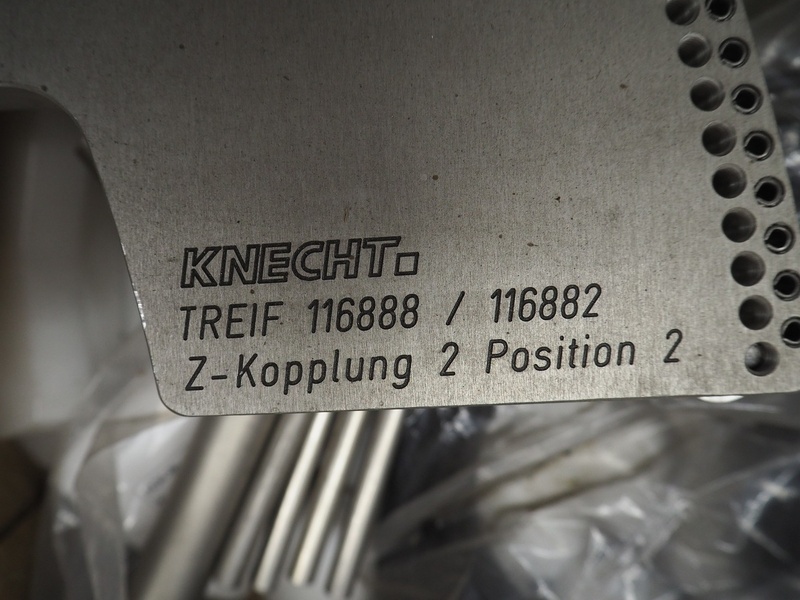 KNECHT.
TREIF 116888 / 116882
Z-Kopplung 2 Position 2